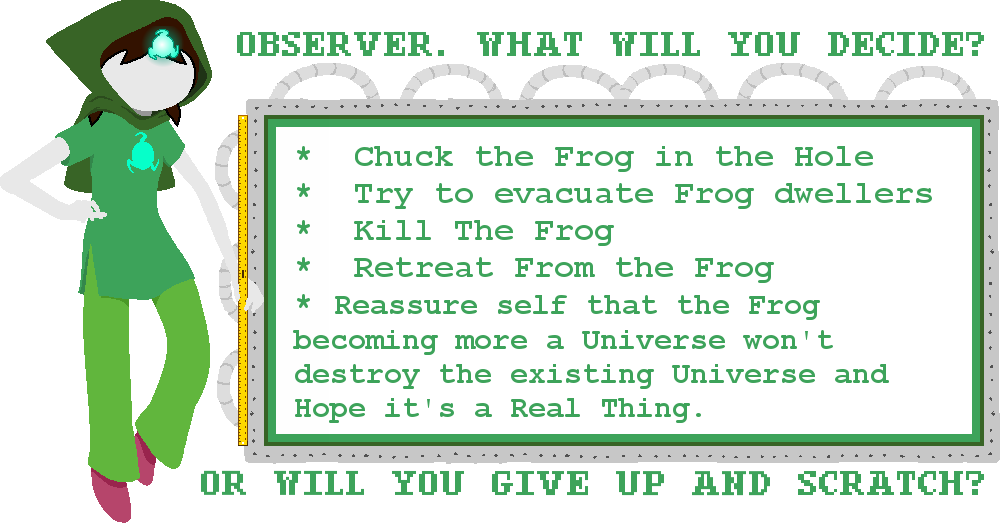 OBSERVER. WHAT WILL YOU DECIDE?
* Chuck the Frog in the Hole
* Try to evacuate Frog dwellers
* Kill The Frog
* Retreat From the Frog
* Reassure self that the Frog
becoming more a Universe won't
destroy the existing Universe and
Hope it's a Real Thing.
OR WILL YOU GIVE UP AND SCRATCH?